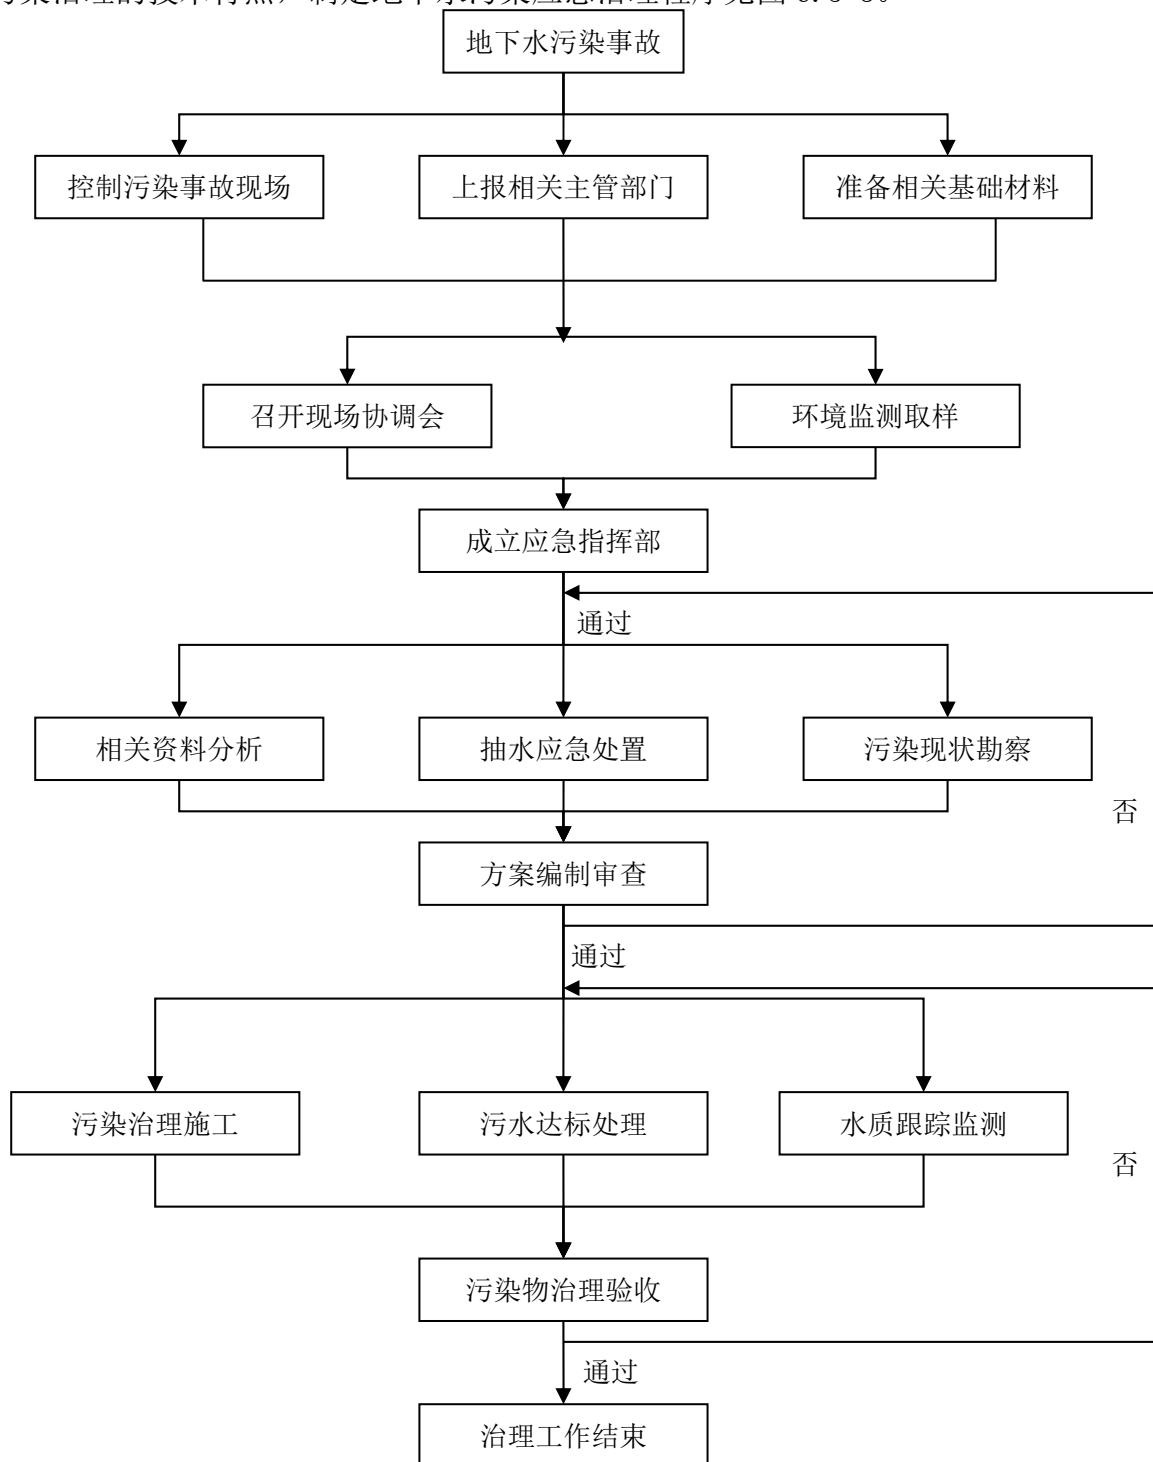 污染治理的技术特点，制定地下水污染应急治理程序见图
地下水污染事故
控制污染事故现场
上报相关主管部门
准备相关基础材料
召开现场协调会
环境监测取样
成立应急指挥部
通过
相关资料分析
抽水应急处置
污染现状勘察
否
方案编制审查
通过
污染治理施工
污水达标处理
水质跟踪监测
否
污染物治理验收
通过
治理工作结束